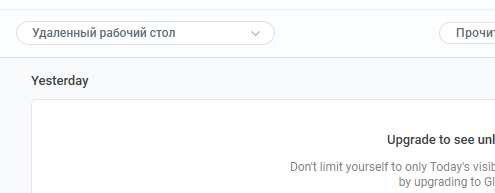 Удаленный рабочий стол
Yesterday
Upgrade to see
Don't limit yourself to only Today's
by upgrading to